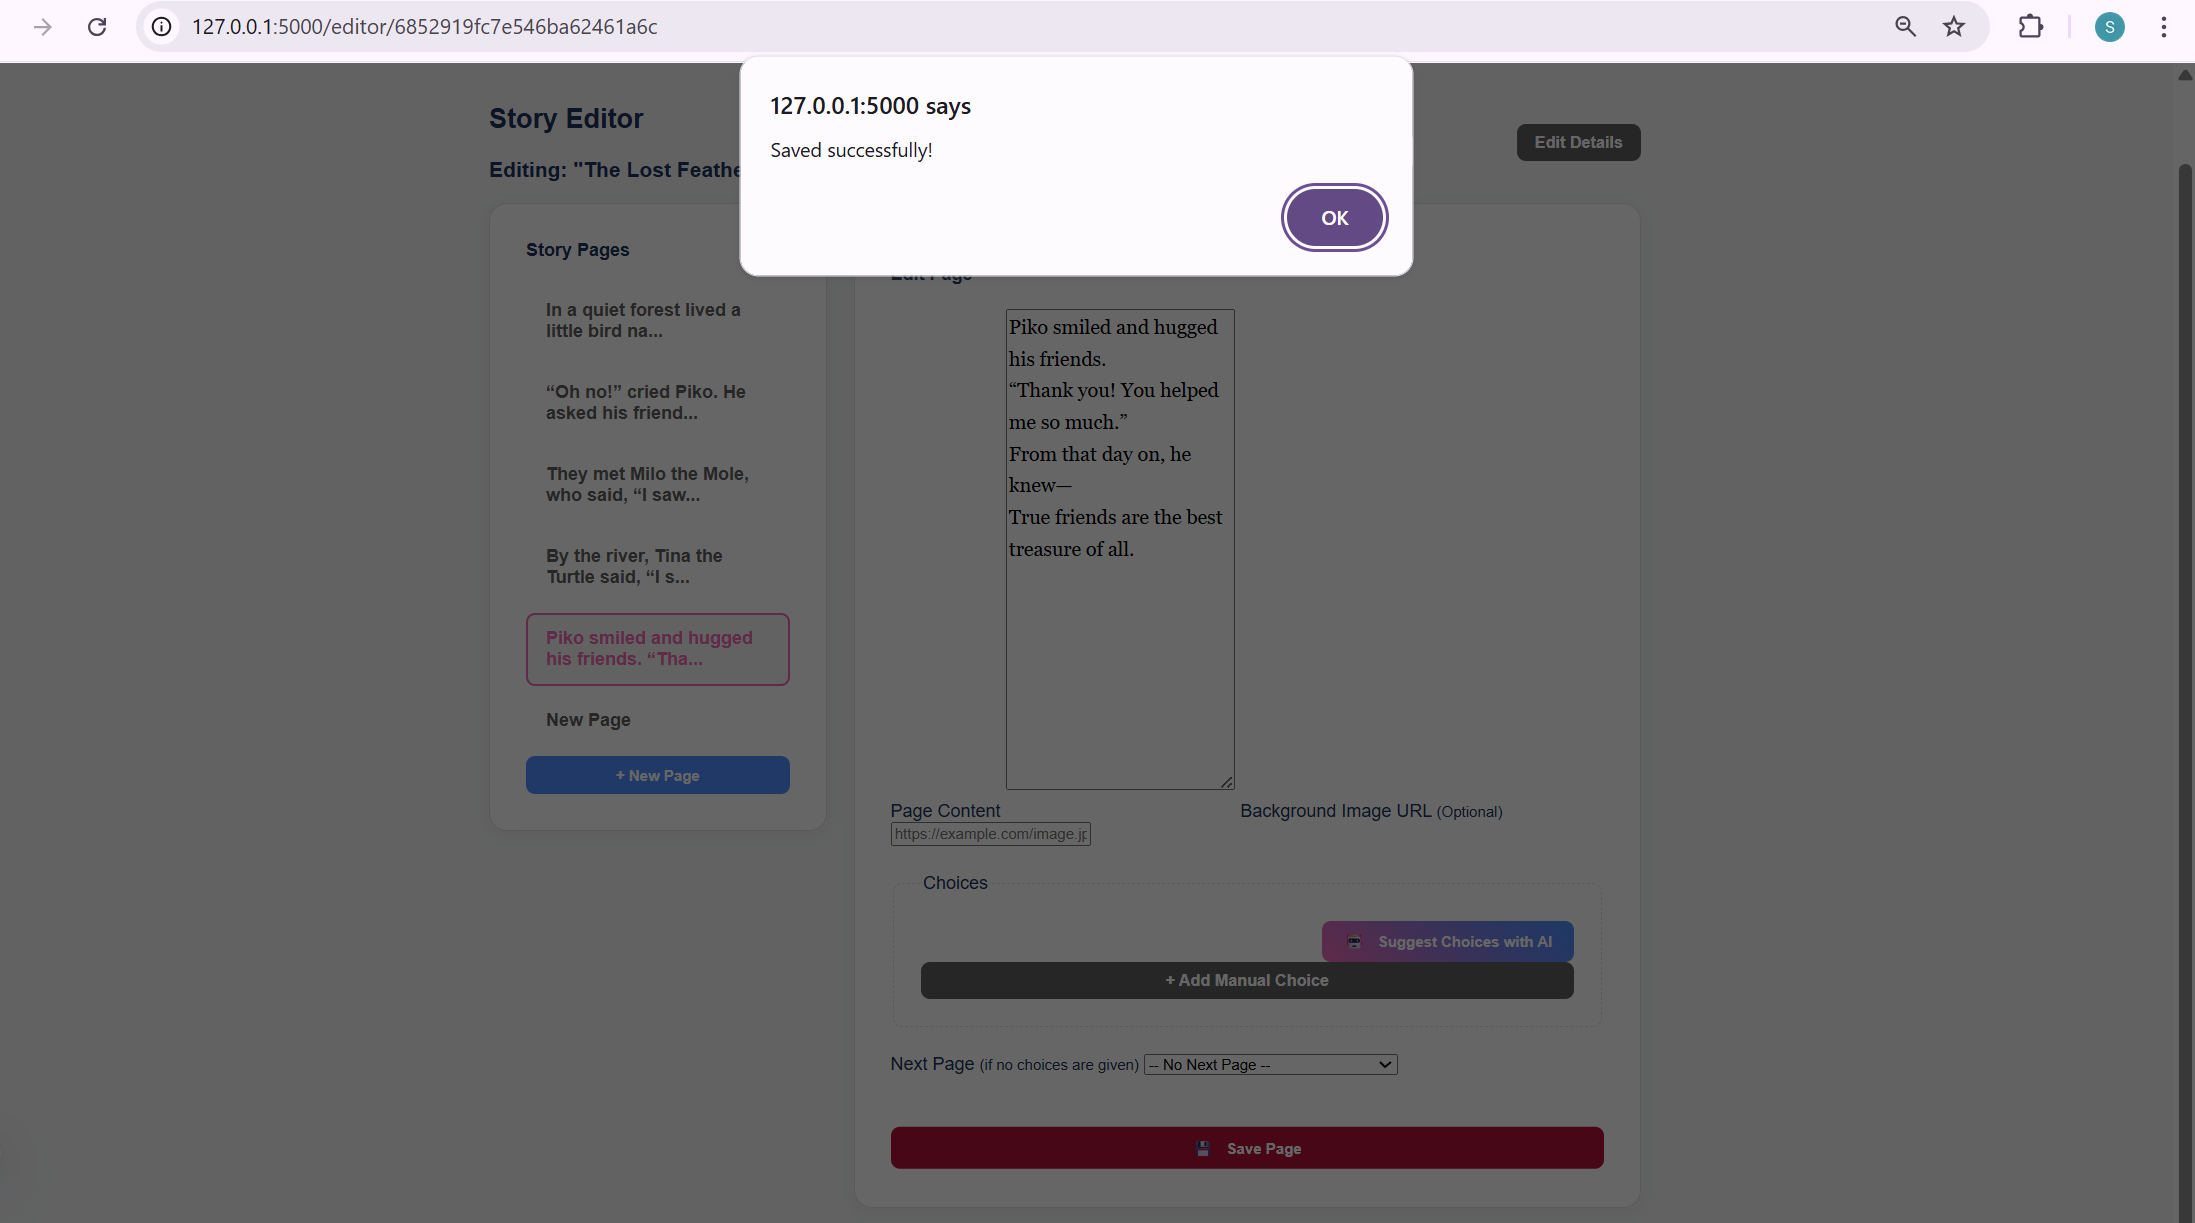 127.0.0.1:5000/editor/6852919fc7e546ba62461a6c
S
127.0.0.1:5000 says
Saved successfully!
OK
Story Editor
Edit Details
Editing: "The Lost Feathe
Story Pages
In a quiet forest lived a
little bird na...
“Oh no!” cried Piko. He
asked his friend...
They met Milo the Mole,
who said, “I saw...
By the river, Tina the
Turtle said, “I s...
Piko smiled and hugged
his friends. “Tha...
New Page
+ New Page
Edit Page
Piko smiled and hugged
his friends.
“Thank you! You helped
me so much.”
From that day on, he
knew—
True friends are the best
treasure of all.
Page Content
Background Image URL (Optional)
https://example.com/image.jp
Choices
Suggest Choices with AI
+ Add Manual Choice
Next Page (if no choices are given)
-- No Next Page --
Save Page